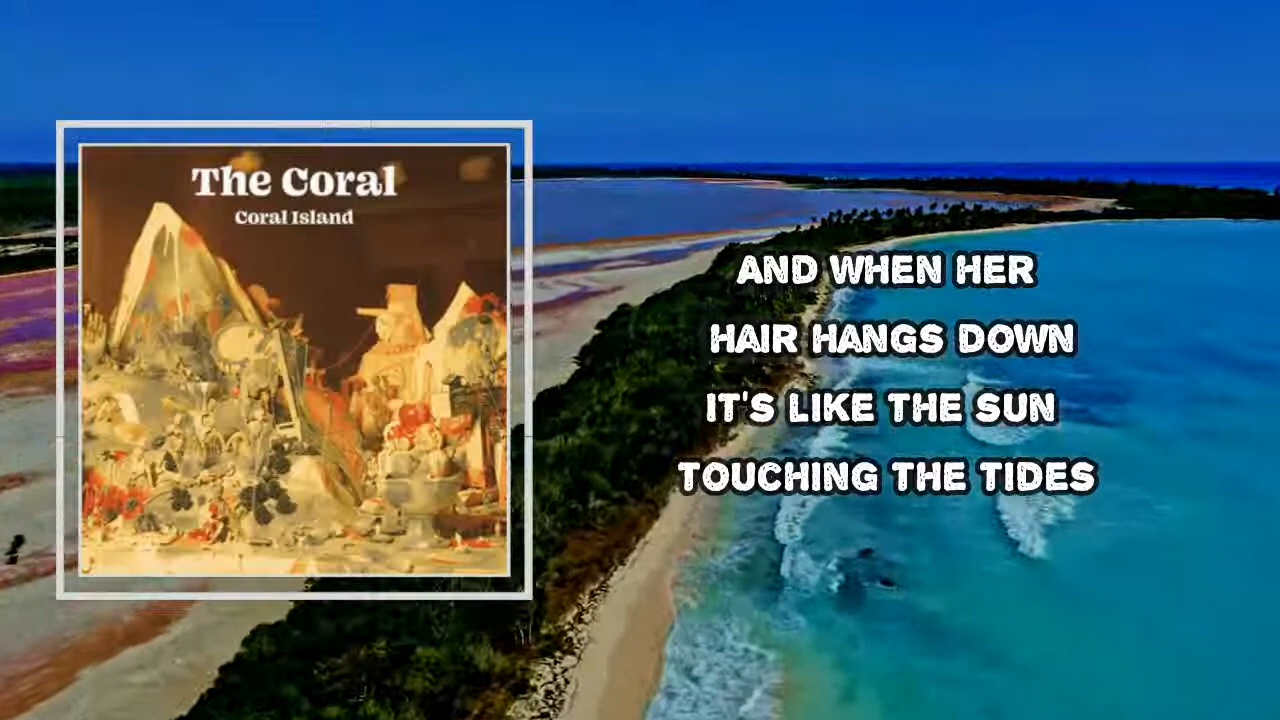 The Coral
Coral Island
AND WHEN HER
HAIR HANGS DOWN
IT'S LIKE THE SUN
TOUCHING THE TIDES